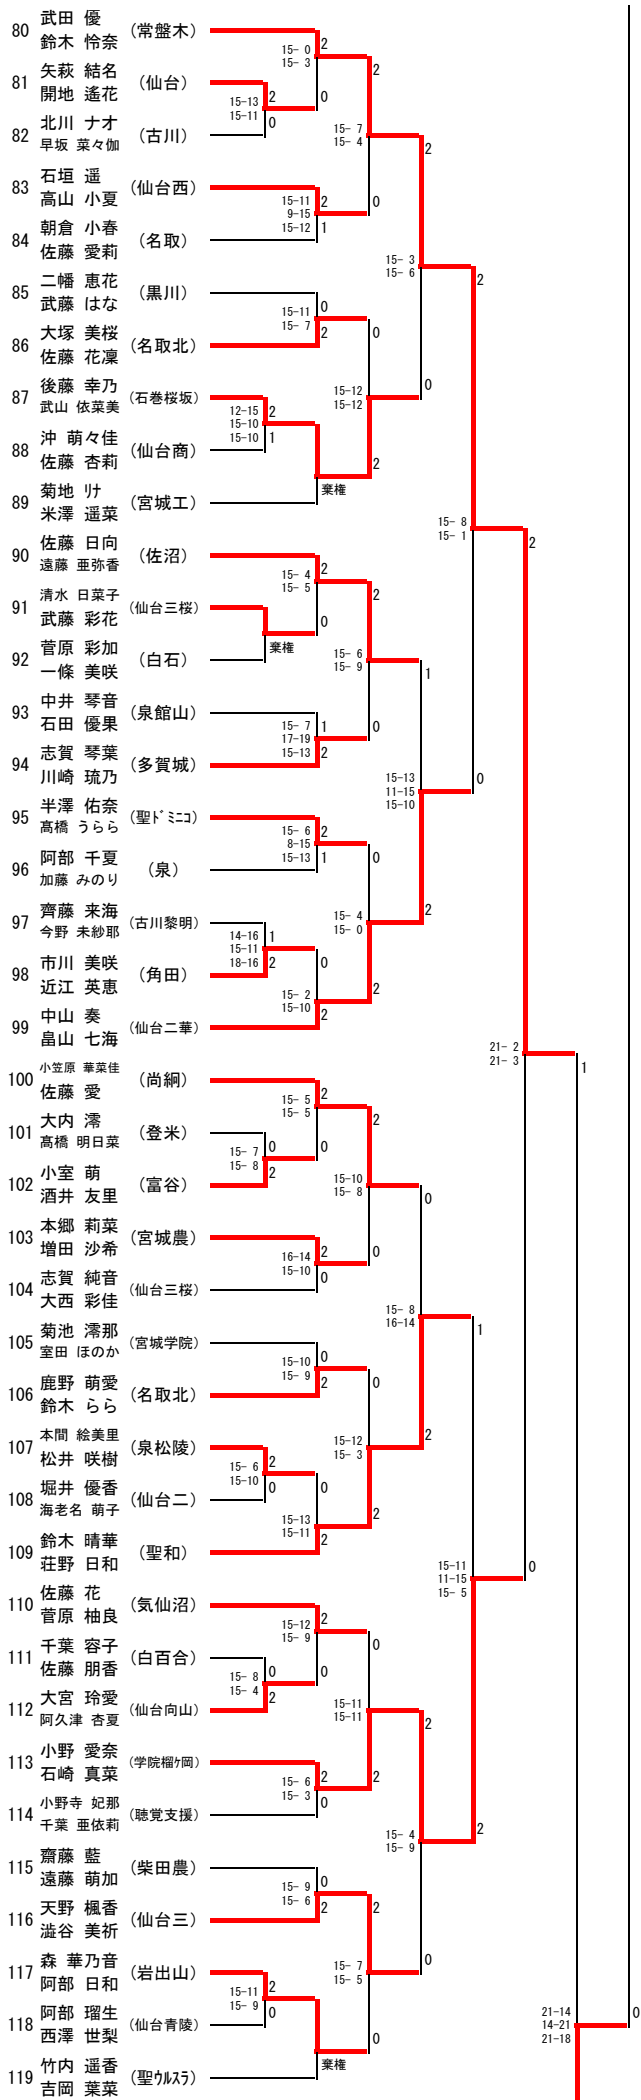 80 武田 優 (常盤木)
鈴木 怜奈
15- 0
15- 3
2
2
81 矢萩 結名 (仙台)
開地 遙花
15-13
15-11
2
0
0
82 北川 ナオ (古川)
早坂 菜々伽
15- 7
15- 4
2
83 石垣 遥 (仙台西)
高山 小夏
15-11
9-15
15-12
2
0
1
84 朝倉 小春 (名取)
佐藤 愛莉
15- 3
15- 6
2
85 二幡 恵花 (黒川)
武藤 はな
15-11
15- 7
0
0
2
86 大塚 美桜 (名取北)
佐藤 花凜
15-12
15-12
0
87 後藤 幸乃 (石巻桜坂)
武山 依菜美
12-15
15-10
15-10
2
1
2
88 沖 萌々佳 (仙台商)
佐藤 杏莉
89 菊地 リナ (宮城工)
米澤 遥菜
棄権
15- 8
15- 1
2
90 佐藤 日向 (佐沼)
遠藤 亜弥香
15- 4
15- 5
2
2
91 清水 日菜子 (仙台三桜)
武藤 彩花
0
棄権
92 菅原 彩加 (白石)
一條 美咲
15- 6
15- 9
1
93 中井 琴音 (泉館山)
石田 優果
15- 7
17-19
15-13
1
0
2
94 志賀 琴葉 (多賀城)
川崎 琉乃
15-13
11-15
15-10
0
95 半澤 佑奈 (聖ドミニコ)
髙橋 うらら
15- 6
8-15
15-13
2
0
1
96 阿部 千夏 (泉)
加藤 みのり
15- 4
15- 0
2
97 齊藤 来海 (古川黎明)
今野 未紗耶
14-16
15-11
18-16
1
2
0
98 市川 美咲 (角田)
近江 英恵
15- 2
15-10
2
2
99 中山 奏 (仙台二華)
畠山 七海
21- 2
21- 3
1
100 小笠原 華菜佳 (尚絅)
佐藤 愛
15- 5
15- 5
2
2
101 大内 澪 (登米)
髙橋 明日菜
15- 7
15- 8
0
2
0
102 小室 萌 (富谷)
酒井 友里
15-10
15- 8
0
103 本郷 莉菜 (宮城農)
増田 沙希
16-14
15-10
2
0
0
104 志賀 純音 (仙台三桜)
大西 彩佳
15- 8
16-14
1
105 菊池 澪那 (宮城学院)
室田 ほのか
15-10
15- 9
0
0
2
106 鹿野 萌愛 (名取北)
鈴木 らら
15-12
15- 3
2
107 本間 絵美里 (泉松陵)
松井 咲樹
15- 6
15-10
2
0
0
108 堀井 優香 (仙台二)
海老名 萌子
15-13
15-11
2
2
109 鈴木 晴華 (聖和)
荘野 日和
15-11
11-15
15- 5
0
110 佐藤 花 (気仙沼)
菅原 柚良
15-12
15- 9
2
0
111 千葉 容子 (白百合)
佐藤 朋香
15- 8
15- 4
0
2
0
112 大宮 玲愛 (仙台向山)
阿久津 杏夏
15-11
15-11
2
113 小野 愛奈 (学院榴ケ岡)
石崎 真菜
15- 6
15- 3
2
0
2
114 小野寺 妃那 (聴覚支援)
千葉 亜依莉
15- 4
15- 9
2
115 齋藤 藍 (柴田農)
遠藤 萌加
15- 9
15- 6
0
2
2
116 天野 楓香 (仙台三)
澁谷 美祈
15- 7
15- 5
0
117 森 華乃音 (岩出山)
阿部 日和
15-11
15- 9
2
0
0
118 阿部 瑠生 (仙台青陵)
西澤 世梨
119 竹内 遥香 (聖ウルスラ)
吉岡 葉菜
棄権
21-14
14-21
21-18
0